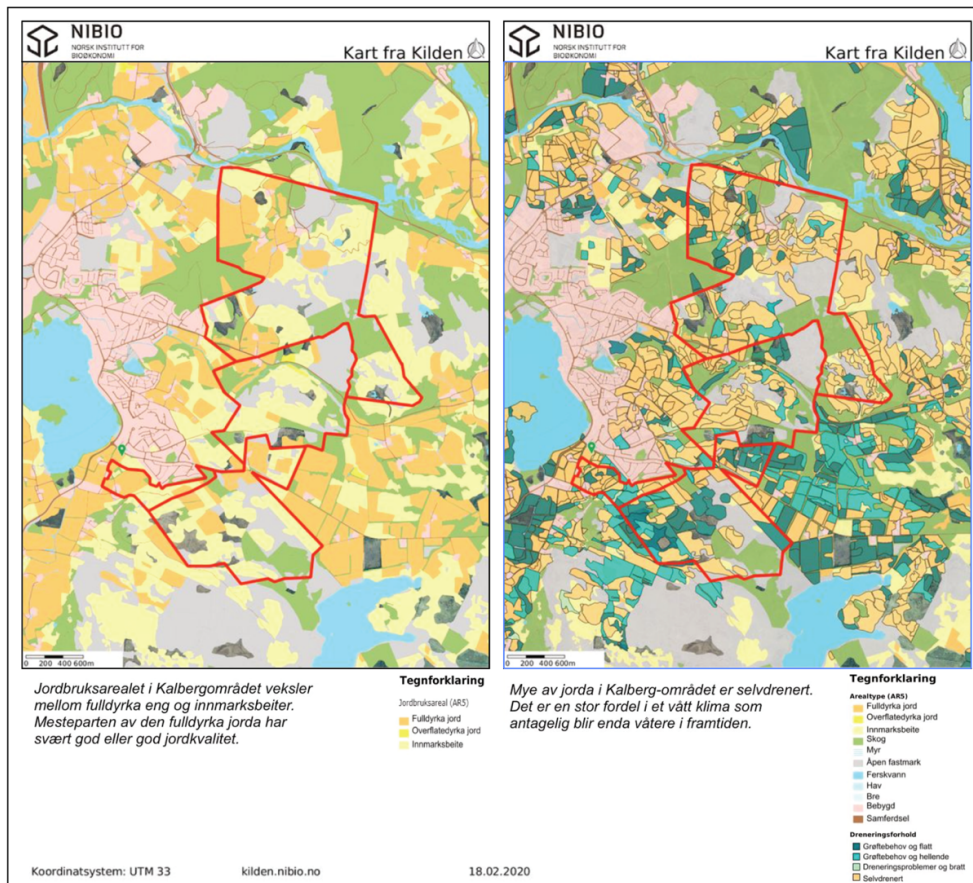 NIBIO
NORSK INSTITUTT FOR
BIOØKONOMI
Kart fra Kilden
NIBIO
NORSK INSTITUTT FOR
BIOØKONOMI
Kart fra Kilden
0 200 400 600m
0 200 400 600m
Jordbruksarealet i Kalbergområdet veksler
mellom fulldyrka eng og innmarksbeiter.
Mesteparten av den fulldyrka jorda har
svært god eller god jordkvalitet.
Tegnforklaring
Jordbruksareal (AR5)
Fulldyrka jord
Overflatedyrka jord
Innmarksbeite
Mye av jorda i Kalberg-området er selvdrenert.
Det er en stor fordel i et vått klima som
antagelig blir enda våtere i framtiden.
Tegnforklaring
Arealtype (AR5)
Fulldyrka jord
Overflatedyrka jord
Innmarksbeite
Skog
Myr
Åpen fastmark
Ferskvann
Hav
Bre
Bebygd
Samferdsel
Dreneringsforhold
Grøftebehov og flatt
Grøftebehov og hellende
Dreneringsproblemer og bratt
Selvdrenert
Koordinatsystem: UTM 33
kilden.nibio.no
18.02.2020